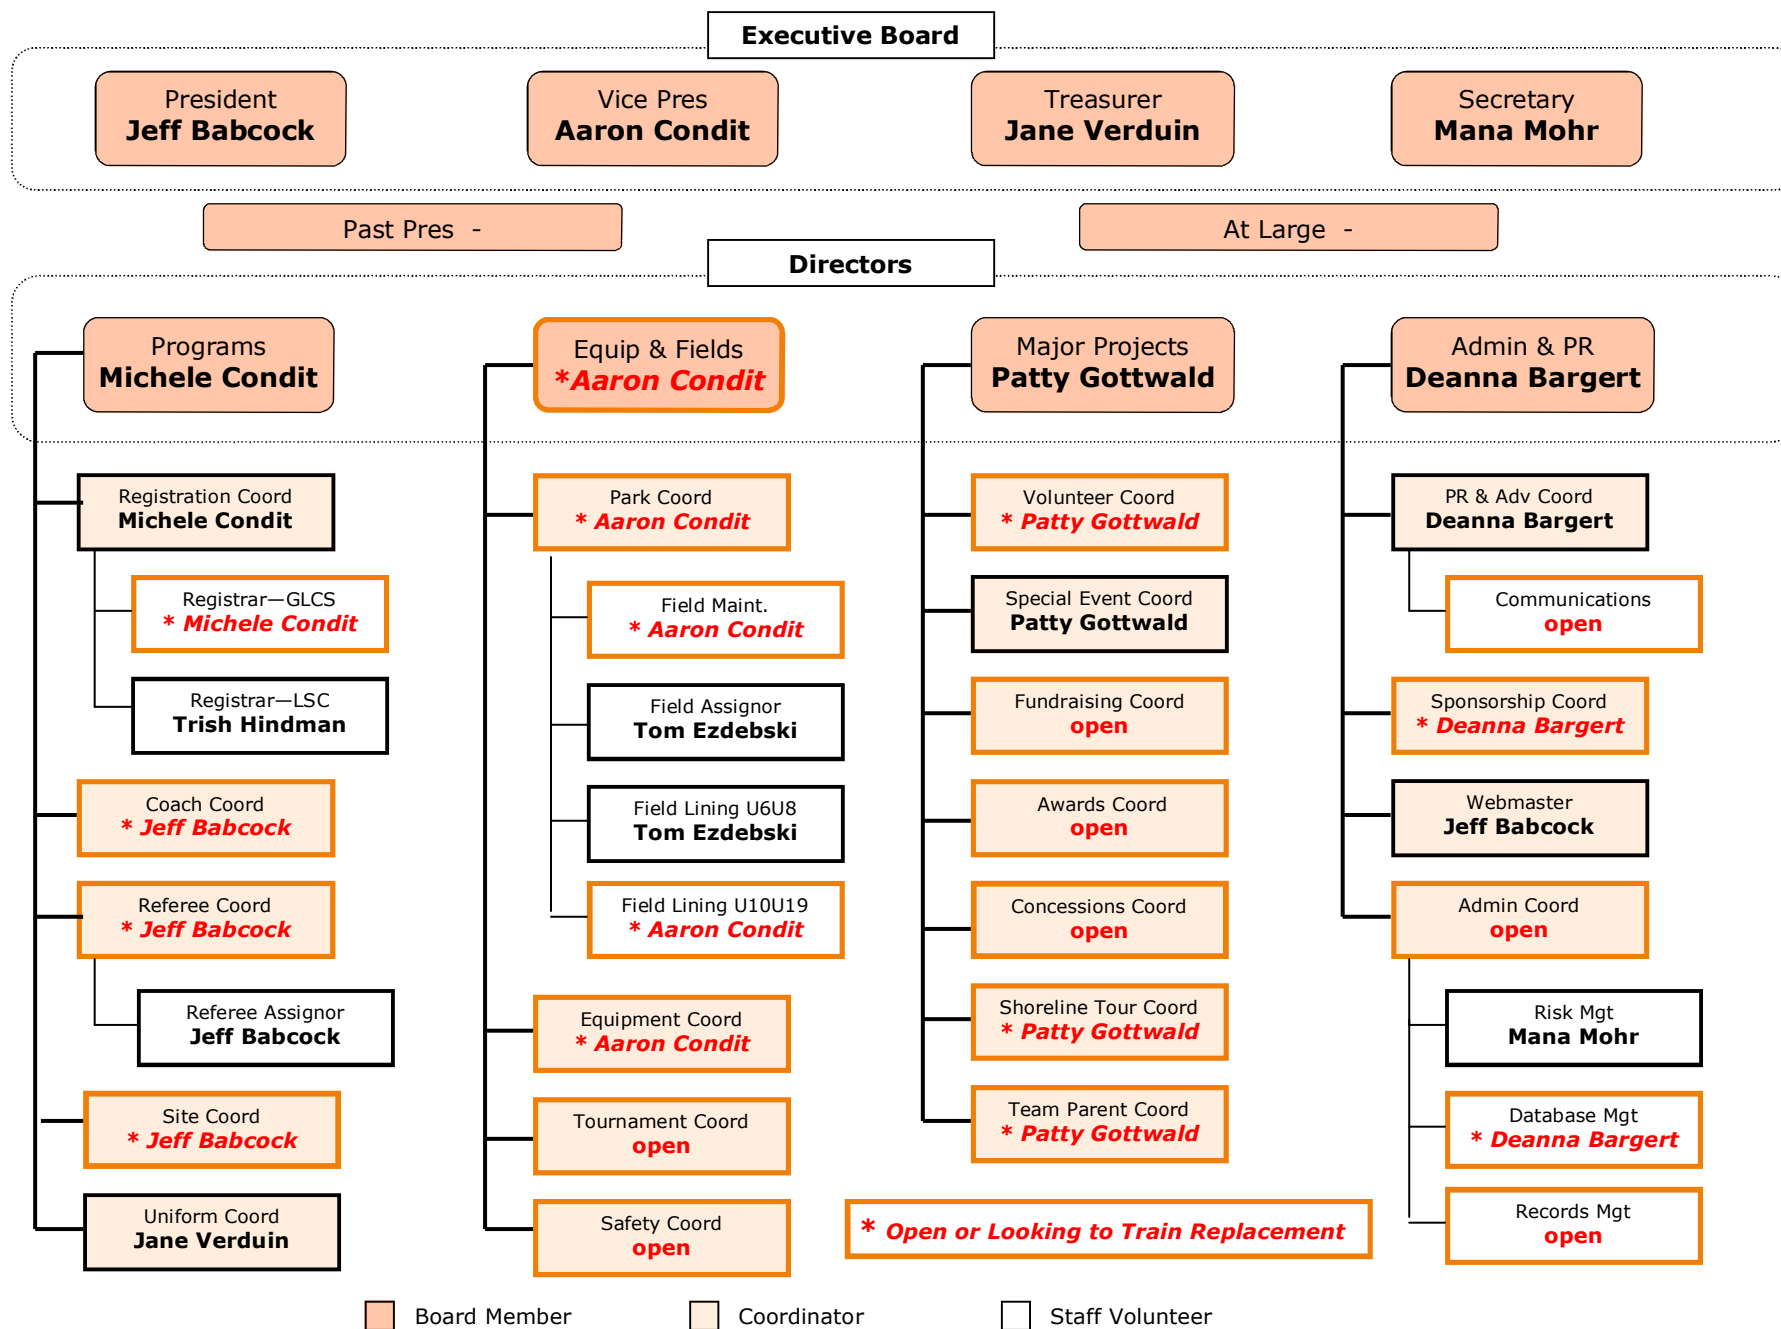 Executive Board
President
Jeff Babcock
Vice Pres
Aaron Condit
Treasurer
Jane Verduin
Secretary
Mana Mohr
Past Pres  -
At Large  -
Directors
Programs
Michele Condit
Equip & Fields
*Aaron Condit
Major Projects
Patty Gottwald
Admin & PR
Deanna Bargert
Registration Coord
Michele Condit
Registrar—GLCS
* Michele Condit
Registrar—LSC
Trish Hindman
Coach Coord
* Jeff Babcock
Referee Coord
* Jeff Babcock
Referee Assignor
Jeff Babcock
Site Coord
* Jeff Babcock
Uniform Coord
Jane Verduin
Park Coord
* Aaron Condit
Field Maint.
* Aaron Condit
Field Assignor
Tom Ezdebski
Field Lining U6U8
Tom Ezdebski
Field Lining U10U19
* Aaron Condit
Equipment Coord
* Aaron Condit
Tournament Coord
open
Safety Coord
open
Volunteer Coord
* Patty Gottwald
Special Event Coord
Patty Gottwald
Fundraising Coord
open
Awards Coord
open
Concessions Coord
open
Shoreline Tour Coord
* Patty Gottwald
Team Parent Coord
* Patty Gottwald
PR & Adv Coord
Deanna Bargert
Communications
open
Sponsorship Coord
* Deanna Bargert
Webmaster
Jeff Babcock
Admin Coord
open
Risk Mgt
Mana Mohr
Database Mgt
* Deanna Bargert
Records Mgt
open
* Open or Looking to Train Replacement
Board Member
Coordinator
Staff Volunteer